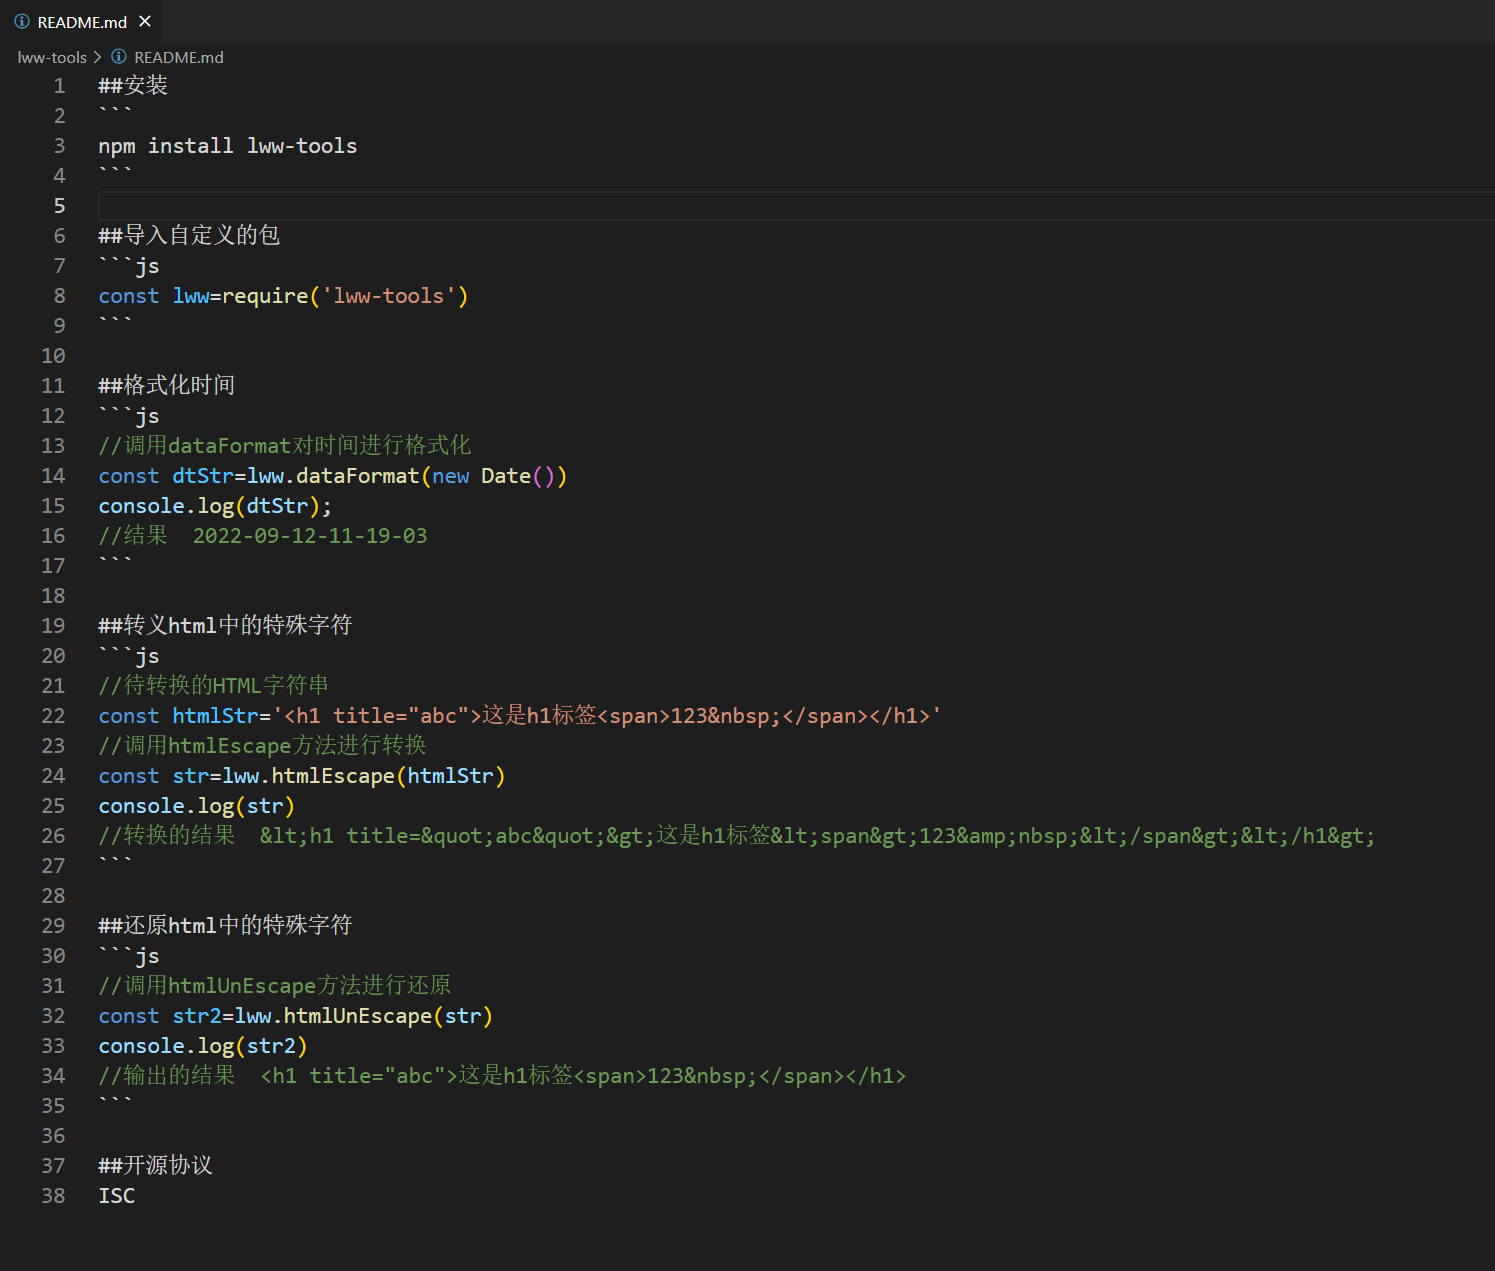 README.md ×
lww-tools > README.md
1 ##安装
2 ```
3 npm install lww-tools
4 ```
5
6 ##导入自定义的包
7 ```js
8 const lww=require('lww-tools')
9 ```
10
11 ##格式化时间
12 ```js
13 //调用dataFormat对时间进行格式化
14 const dtStr=lww.dataFormat(new Date())
15 console.log(dtStr);
16 //结果  2022-09-12-11-19-03
17 ```
18
19 ##转义html中的特殊字符
20 ```js
21 //待转换的HTML字符串
22 const htmlStr='<h1 title="abc">这是h1标签<span>123&nbsp;</span></h1>'
23 //调用htmlEscape方法进行转换
24 const str=lww.htmlEscape(htmlStr)
25 console.log(str)
26 //转换的结果  &lt;h1 title=&quot;abc&quot;&gt;这是h1标签&lt;span&gt;123&amp;nbsp;&lt;/span&gt;&lt;/h1&gt;
27 ```
28
29 ##还原html中的特殊字符
30 ```js
31 //调用htmlUnEscape方法进行还原
32 const str2=lww.htmlUnEscape(str)
33 console.log(str2)
34 //输出的结果  <h1 title="abc">这是h1标签<span>123&nbsp;</span></h1>
35 ```
36
37 ##开源协议
38 ISC